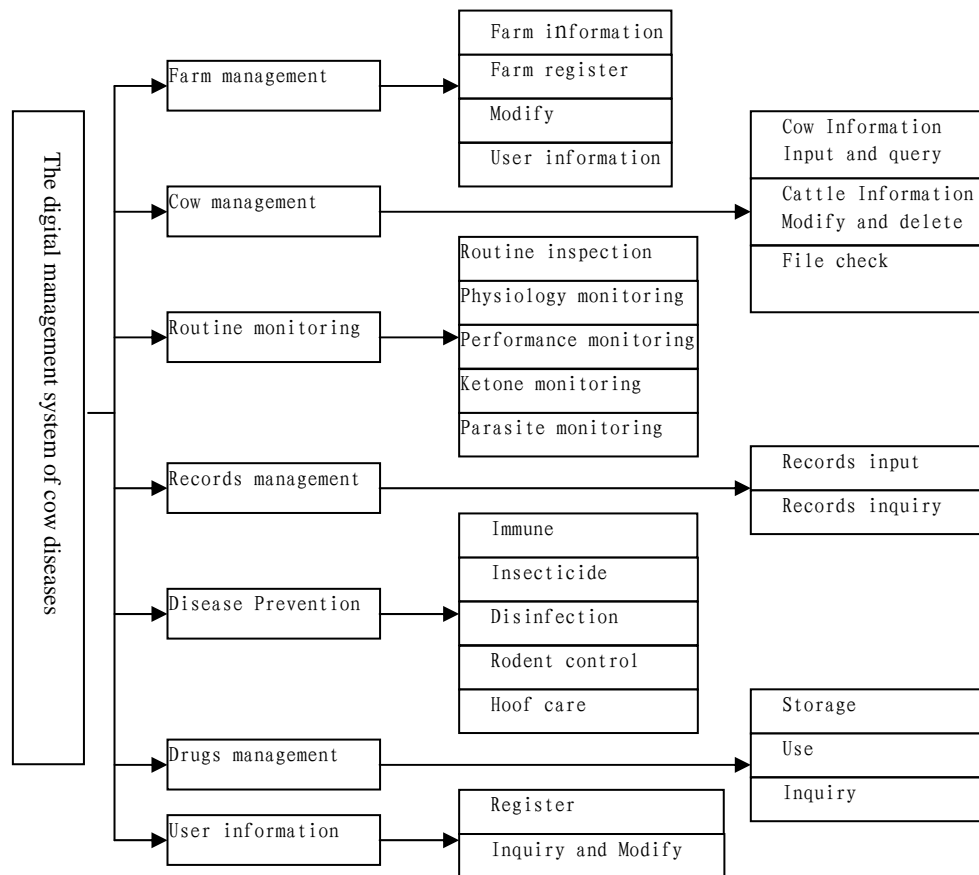 The digital management system of cow diseases
Farm management
Farm information
Farm register
Modify
User information
Cow management
Cow Information
Input and query
Cattle Information
Modify and delete
File check
Routine monitoring
Routine inspection
Physiology monitoring
Performance monitoring
Ketone monitoring
Parasite monitoring
Records management
Records input
Records inquiry
Disease Prevention
Immune
Insecticide
Disinfection
Rodent control
Hoof care
Drugs management
Storage
Use
Inquiry
User information
Register
Inquiry and Modify